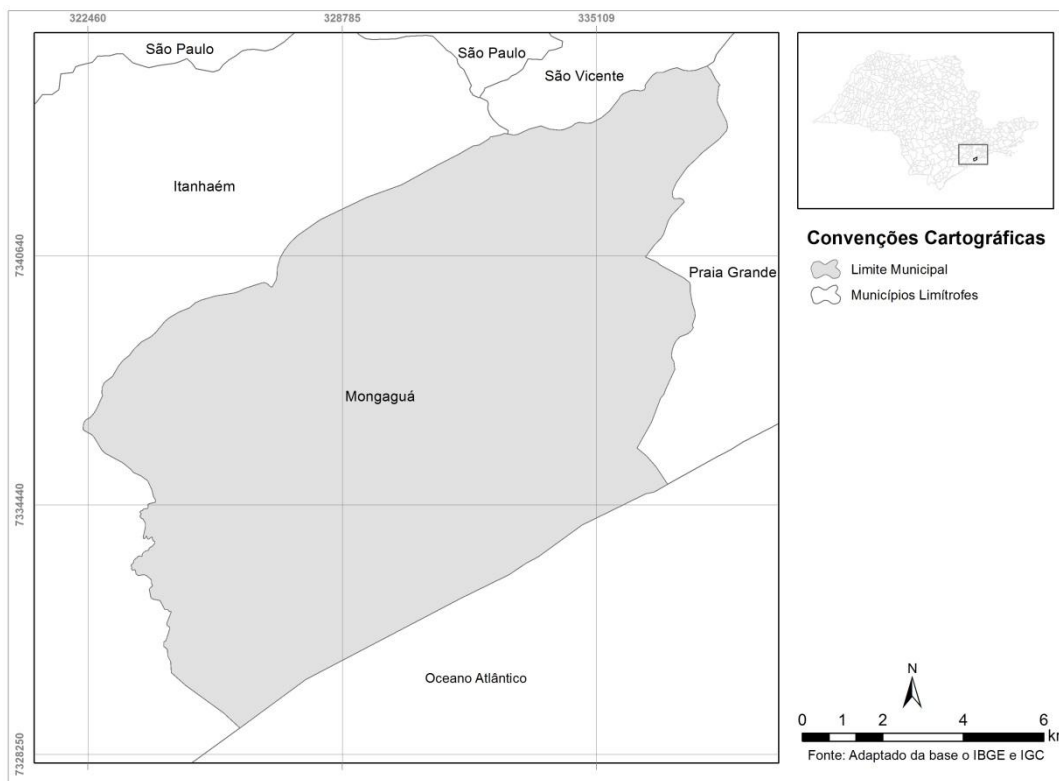 322460
328785
335109
São Paulo
São Paulo
São Vicente
Itanhaém
7340640
Praia Grande
Mongaguá
7334440
Oceano Atlântico
7328250
Convenções Cartográficas
Limite Municipal
Municípios Limítrofes
N
0 1 2 4 6
km
Fonte: Adaptado da base o IBGE e IGC